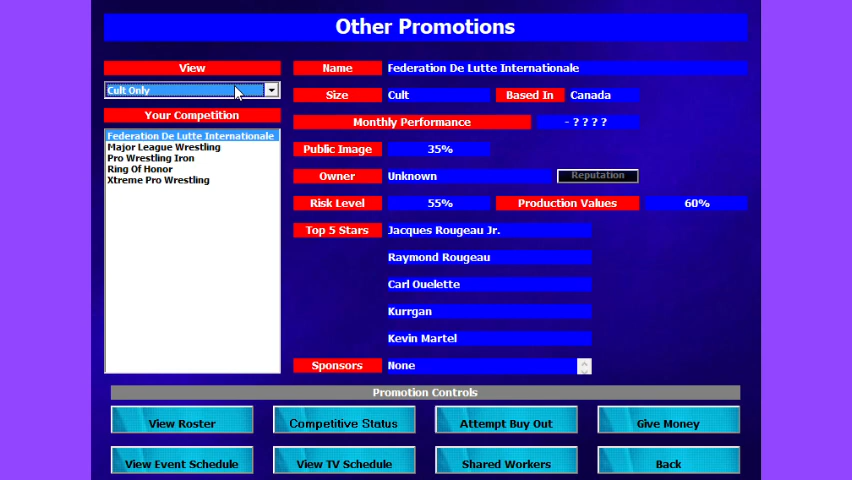 Other Promotions
View
Cult Only
Your Competition
Federation De Lutte Internationale
Major League Wrestling
Pro Wrestling Iron
Ring Of Honor
Xtreme Pro Wrestling
Name Federation De Lutte Internationale
Size Cult Based In Canada
Monthly Performance - ? ? ? ?
Public Image 35%
Owner Unknown Reputation
Risk Level 55% Production Values 60%
Top 5 Stars Jacques Rougeau Jr.
Raymond Rougeau
Carl Ouelette
Kurrgan
Kevin Martel
Sponsors None
Promotion Controls
View Roster Competitive Status Attempt Buy Out Give Money
View Event Schedule View TV Schedule Shared Workers Back